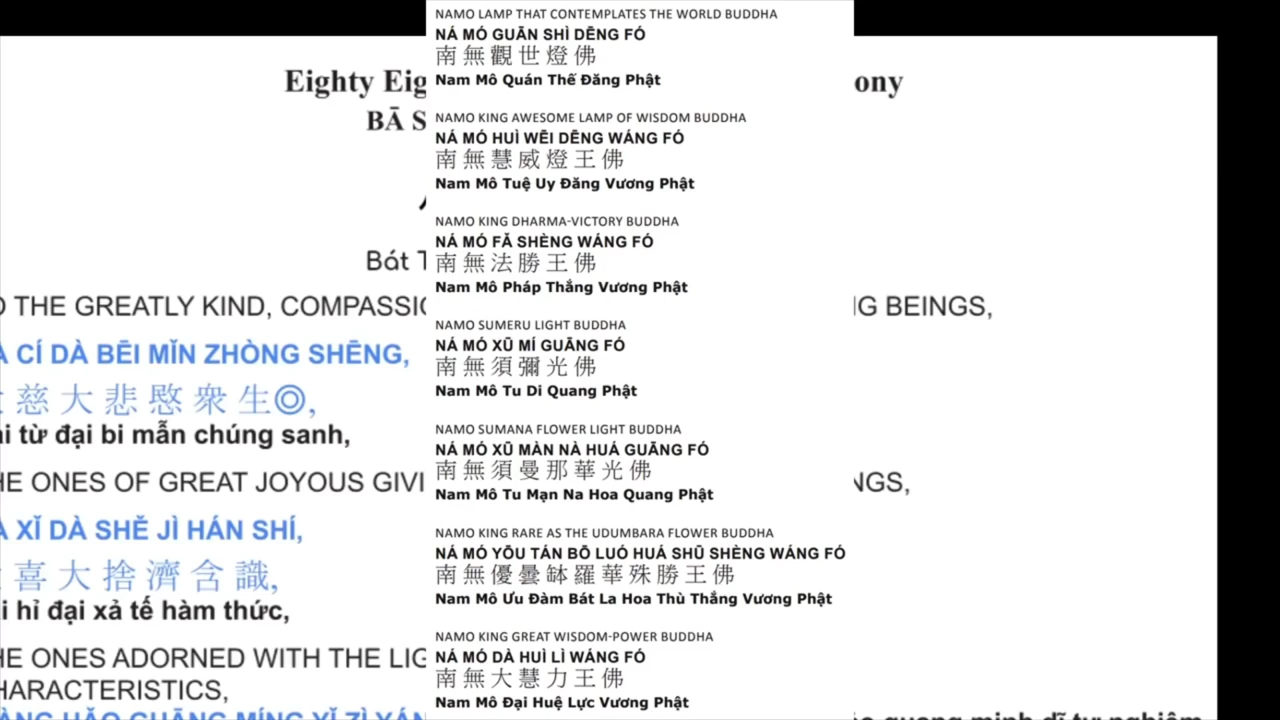 Eighty Eig
ony
BĀ S
Bát T
THE GREATLY KIND, COMPASSI
G BEINGS,
CÍ DÀ BĒI MǏN ZHÒNG SHĒNG,
慈 大 悲 愍 衆 生◎,
từ đại bi mẫn chúng sanh,
ONES OF GREAT JOYOUS GIVI
NGS,
XǏ DÀ SHĚ JÌ HÁN SHÍ,
喜 大 捨 濟 含 識,
hỉ đại xả tế hàm thức,
ONES ADORNED WITH THE LIG
HARACTERISTICS,
NAMO LAMP THAT CONTEMPLATES THE WORLD BUDDHA
NÁ MÓ GUĀN SHÌ DĒNG FÓ
南 無 觀 世 燈 佛
Nam Mô Quán Thế Đăng Phật
NAMO KING AWESOME LAMP OF WISDOM BUDDHA
NÁ MÓ HUÌ WĒI DĒNG WÁNG FÓ
南 無 慧 威 燈 王 佛
Nam Mô Tuệ Uy Đăng Vương Phật
NAMO KING DHARMA-VICTORY BUDDHA
NÁ MÓ FǍ SHÈNG WÁNG FÓ
南 無 法 勝 王 佛
Nam Mô Pháp Thắng Vương Phật
NAMO SUMERU LIGHT BUDDHA
NÁ MÓ XŪ MÍ GUĀNG FÓ
南 無 須 彌 光 佛
Nam Mô Tu Di Quang Phật
NAMO SUMANA FLOWER LIGHT BUDDHA
NÁ MÓ XŪ MÀN NÀ HUÁ GUĀNG FÓ
南 無 須 曼 那 華 光 佛
Nam Mô Tu Mạn Na Hoa Quang Phật
NAMO KING RARE AS THE UDUMBARA FLOWER BUDDHA
NÁ MÓ YŌU TÁN BŌ LUÓ HUÁ SHŪ SHÈNG WÁNG FÓ
南 無 優 曇 缽 羅 華 殊 勝 王 佛
Nam Mô Ưu Đàm Bát La Hoa Thù Thắng Vương Phật
NAMO KING GREAT WISDOM-POWER BUDDHA
NÁ MÓ DÀ HUÌ LÌ WÁNG FÓ
南 無 大 慧 力 王 佛
Nam Mô Đại Huệ Lực Vương Phật